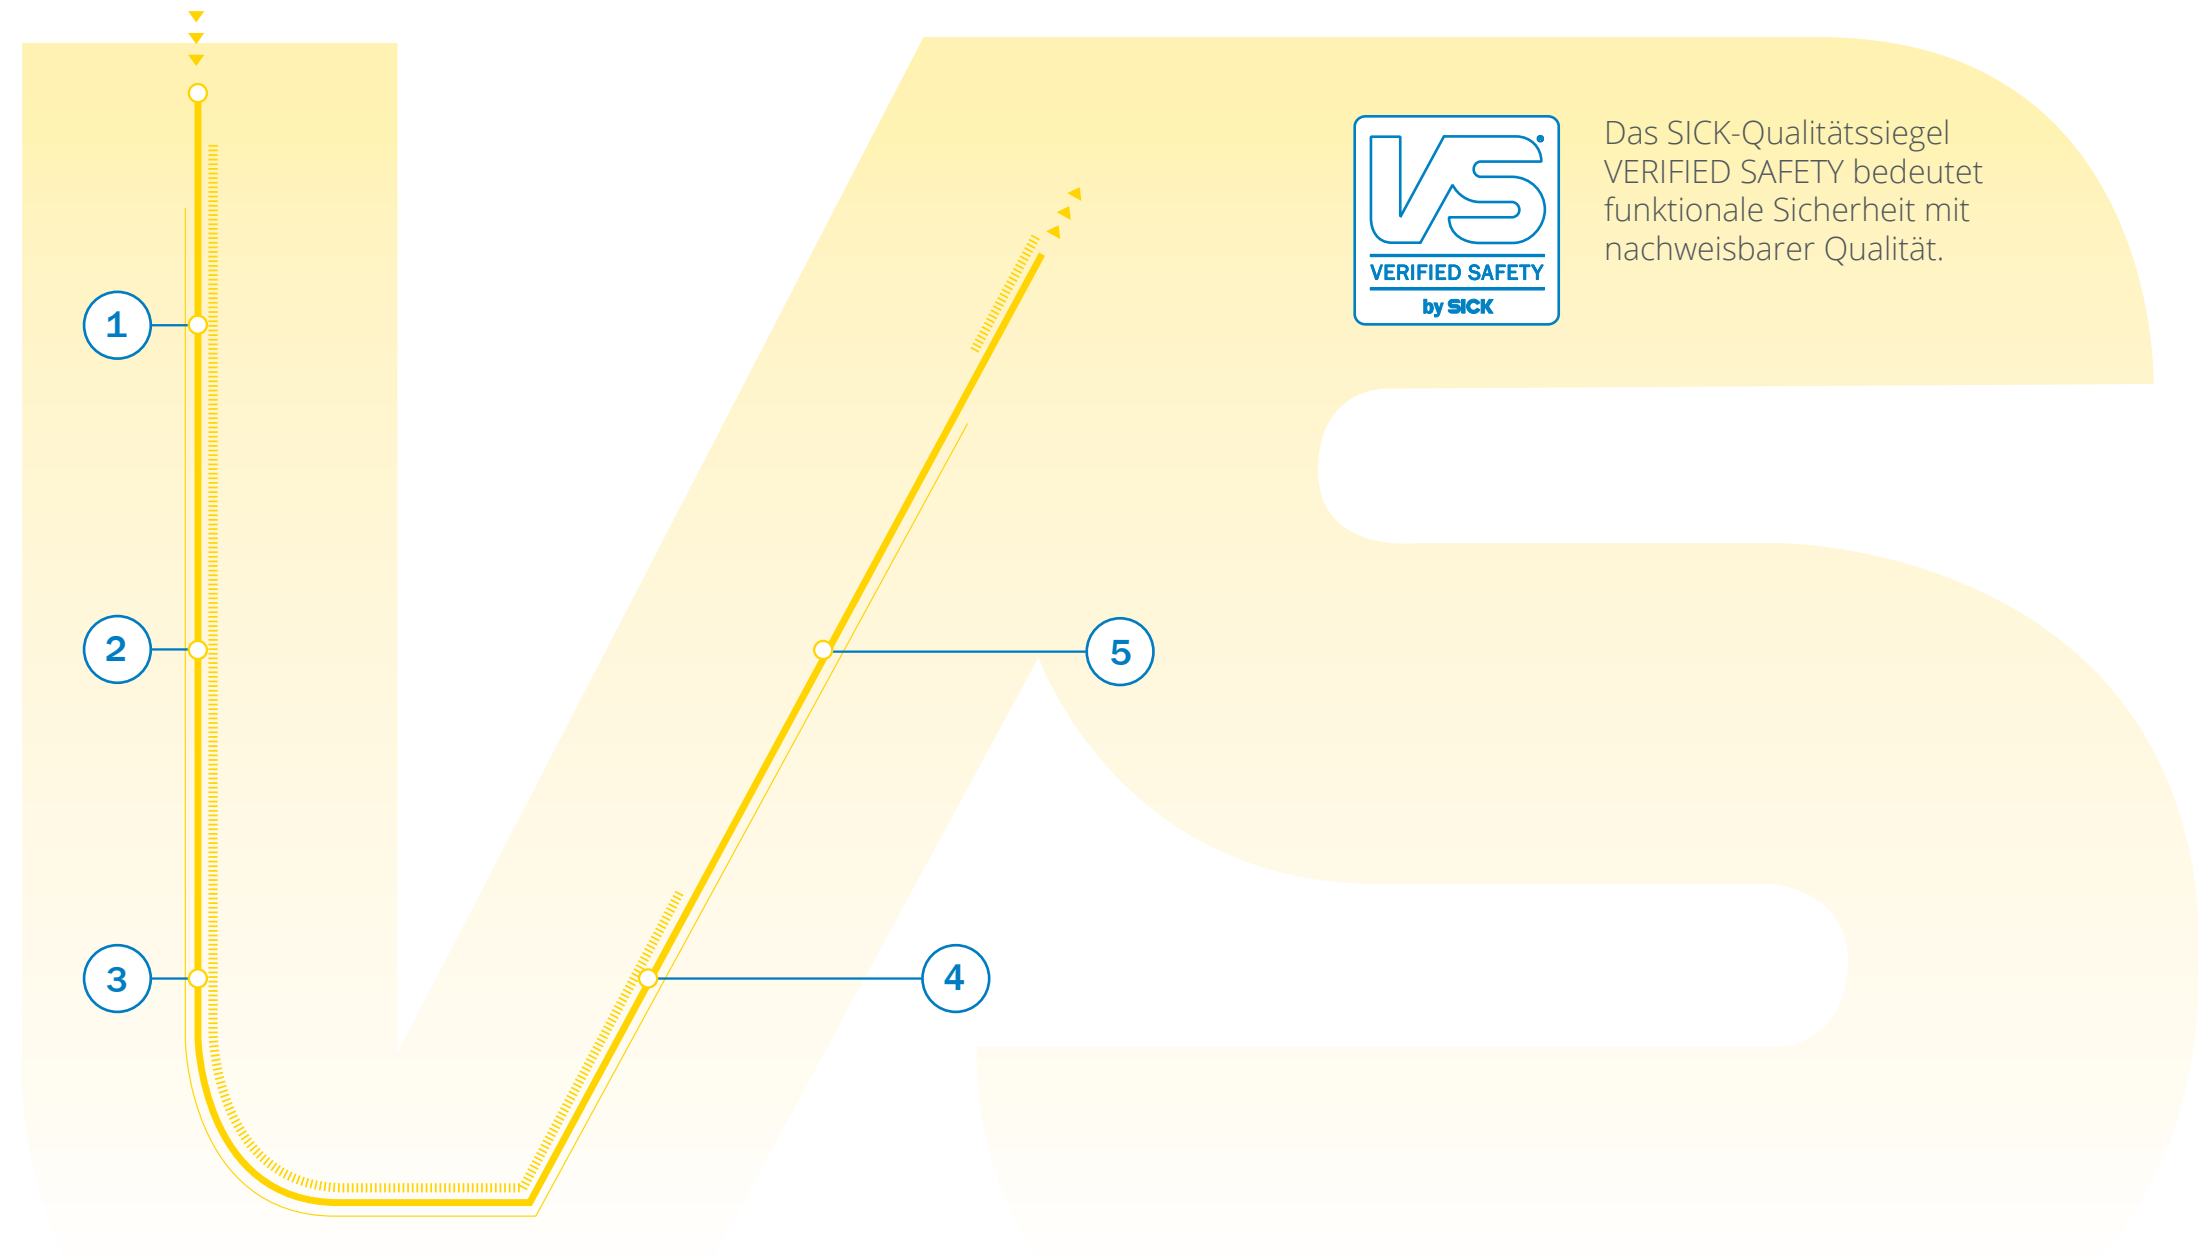 Das SICK-Qualitätssiegel
VERIFIED SAFETY bedeutet
funktionale Sicherheit mit
nachweisbarer Qualität.
VS
VERIFIED SAFETY
by SICK
1
2
3
5
4